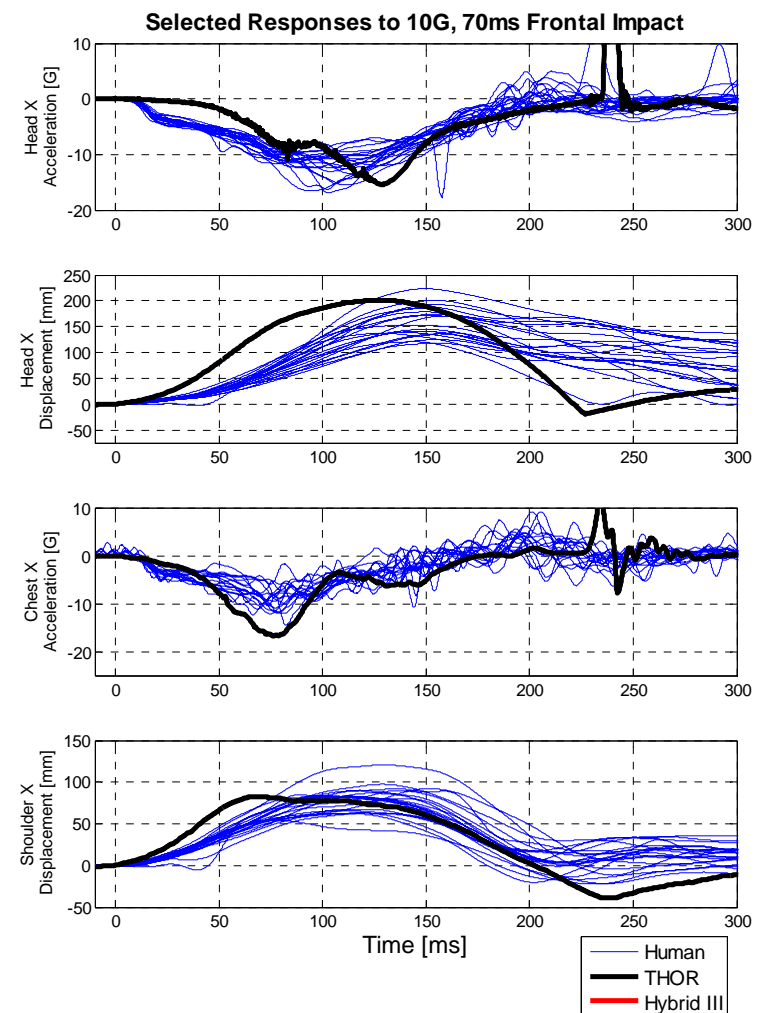 Selected Responses to 10G, 70ms Frontal Impact
Head X
Acceleration [G]
10
0
-10
-20
0 50 100 150 200 250 300
Head X
Displacement [mm]
250
200
150
100
50
0
-50
0 50 100 150 200 250 300
Chest X
Acceleration [G]
10
0
-10
-20
0 50 100 150 200 250 300
Shoulder X
Displacement [mm]
150
100
50
0
-50
0 50 100 150 200 250 300
Time [ms]
Human
THOR
Hybrid III